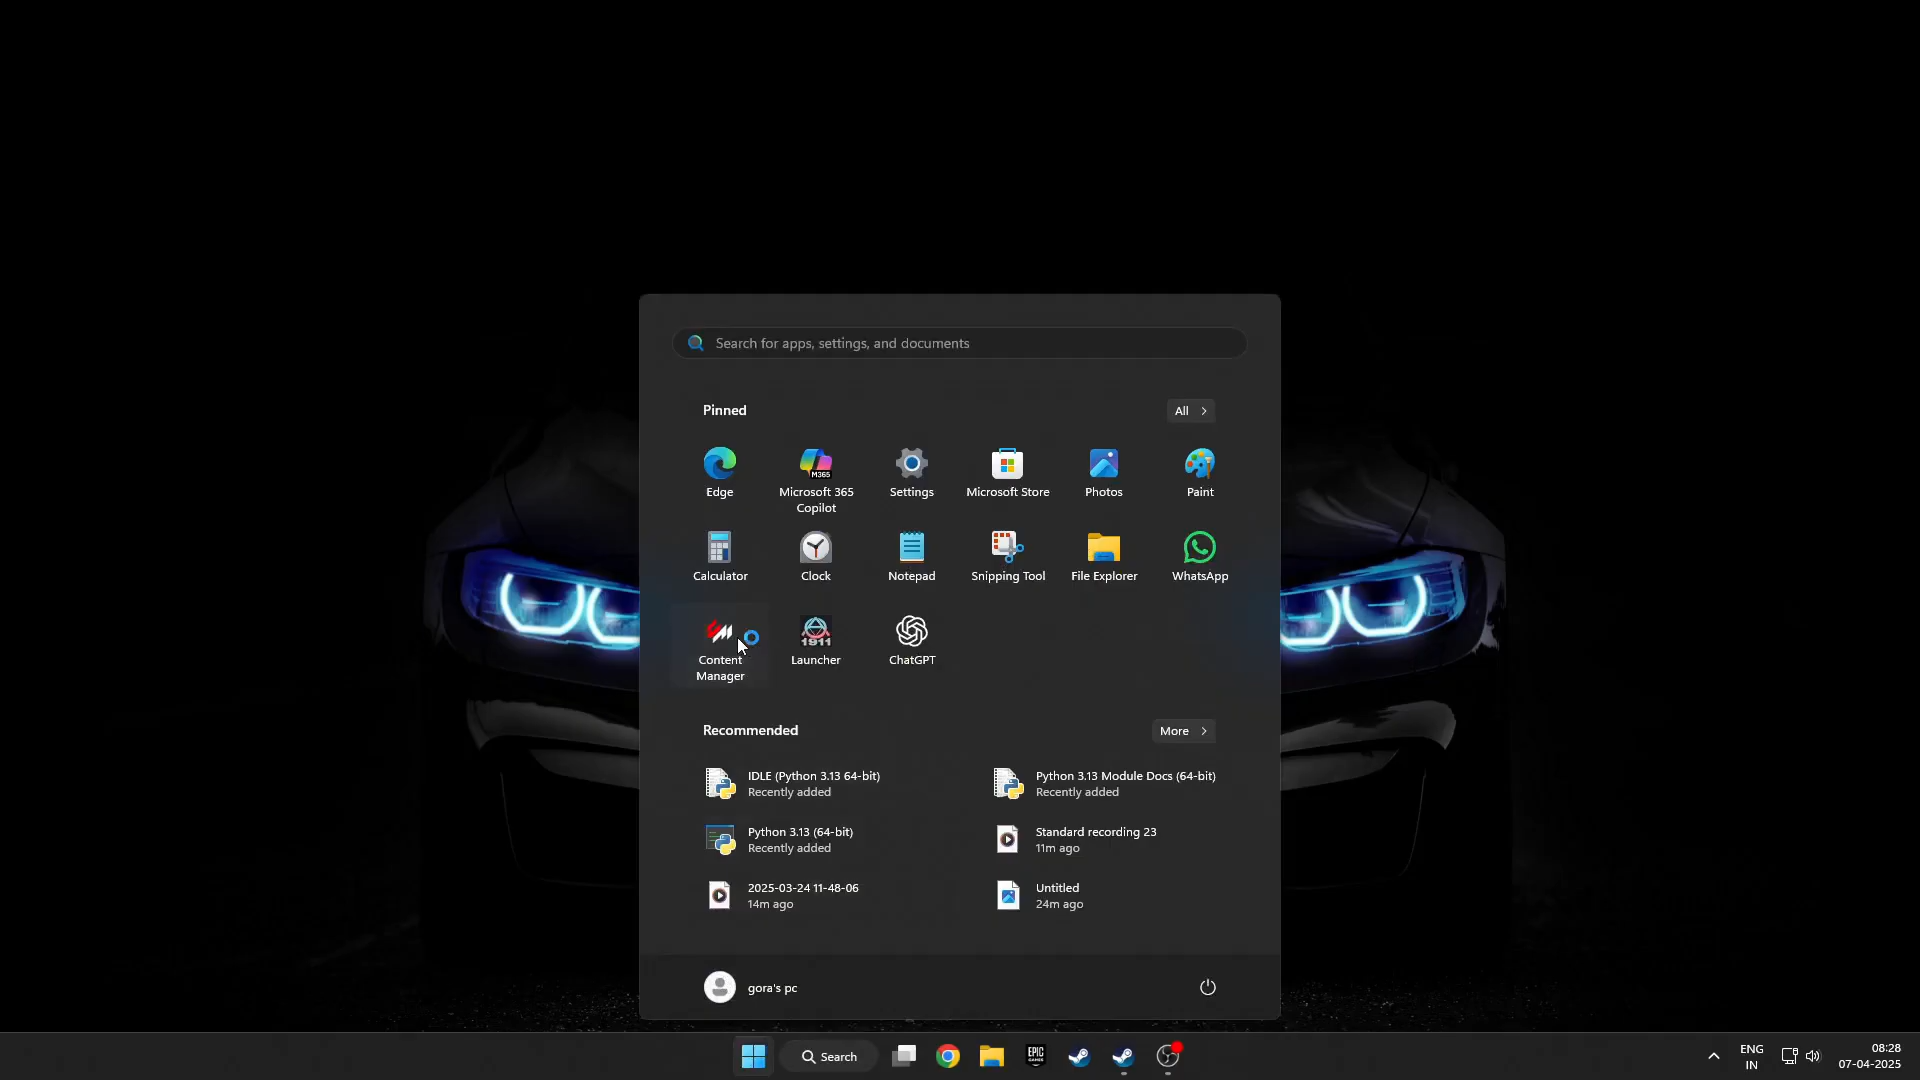 Search for apps, settings, and documents
Pinned
All
Edge
Microsoft 365
Copilot
M365
Settings
Microsoft Store
Photos
Paint
Calculator
Clock
Notepad
Snipping Tool
File Explorer
WhatsApp
Content
Manager
1911
Launcher
ChatGPT
Recommended
More
IDLE (Python 3.13 64-bit)
Recently added
Python 3.13 Module Docs (64-bit)
Recently added
Python 3.13 (64-bit)
Recently added
Standard recording 23
11m ago
2025-03-24 11-48-06
14m ago
Untitled
24m ago
gora's pc
Search
EPIC
GAMES
ENG
IN
08:28
07-04-2025